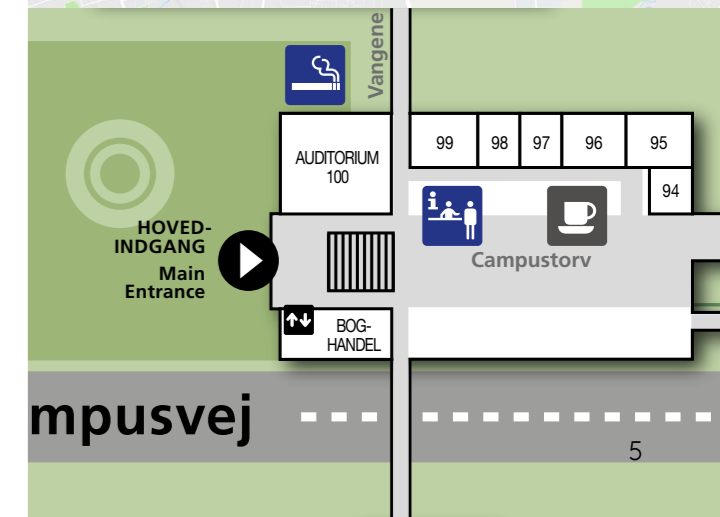 Vangene
AUDITORIUM
100
99
98
97
96
95
94
i
HOVED-
INDGANG
Main
Entrance
Campustorv
BOG-
HANDEL
mpusvej
5